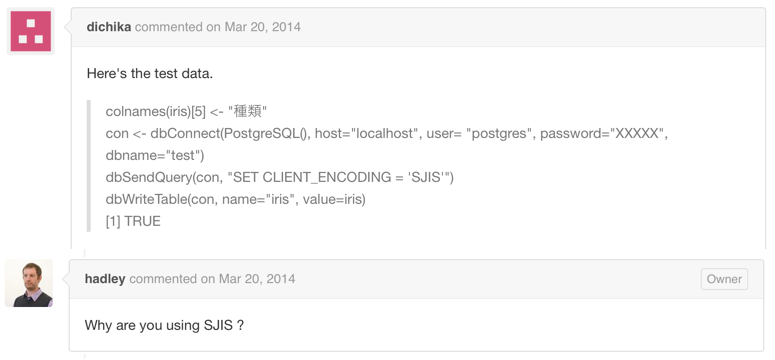 dichika commented on Mar 20, 2014
Here's the test data.
colnames(iris)[5] <- "種類"
con <- dbConnect(PostgreSQL(), host="localhost", user= "postgres", password="XXXXX",
dbname="test")
dbSendQuery(con, "SET CLIENT_ENCODING = 'SJIS'")
dbWriteTable(con, name="iris", value=iris)
[1] TRUE
hadley commented on Mar 20, 2014 Owner
Why are you using SJIS ?